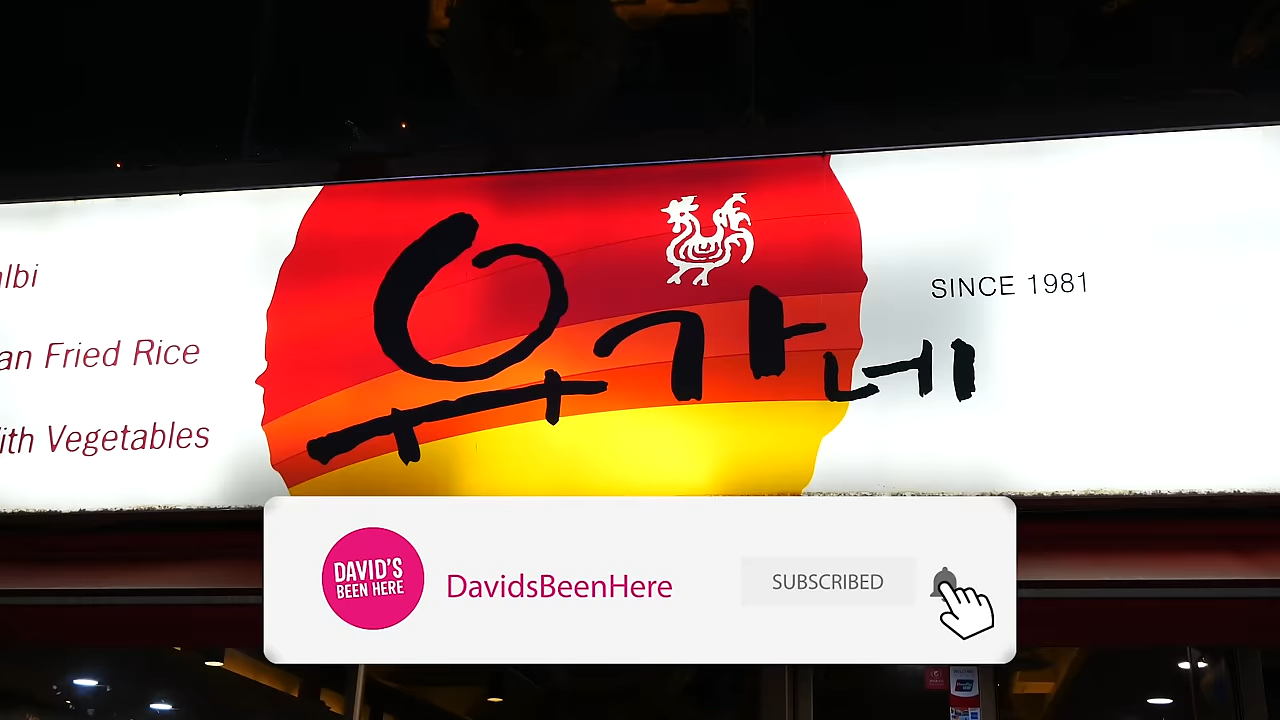 lbi
an Fried Rice
ith Vegetables
유가네
SINCE 1981
DAVID'S
BEEN HERE
DavidsBeenHere
SUBSCRIBED